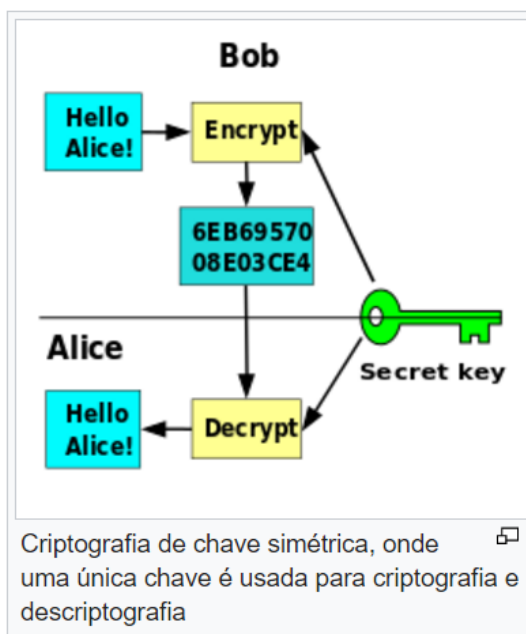 Bob
Hello
Alice!
Encrypt
6EB69570
08E03CE4
Alice
Secret key
Hello
Alice!
Decrypt
Criptografia de chave simétrica, onde
uma única chave é usada para criptografia e
descriptografia